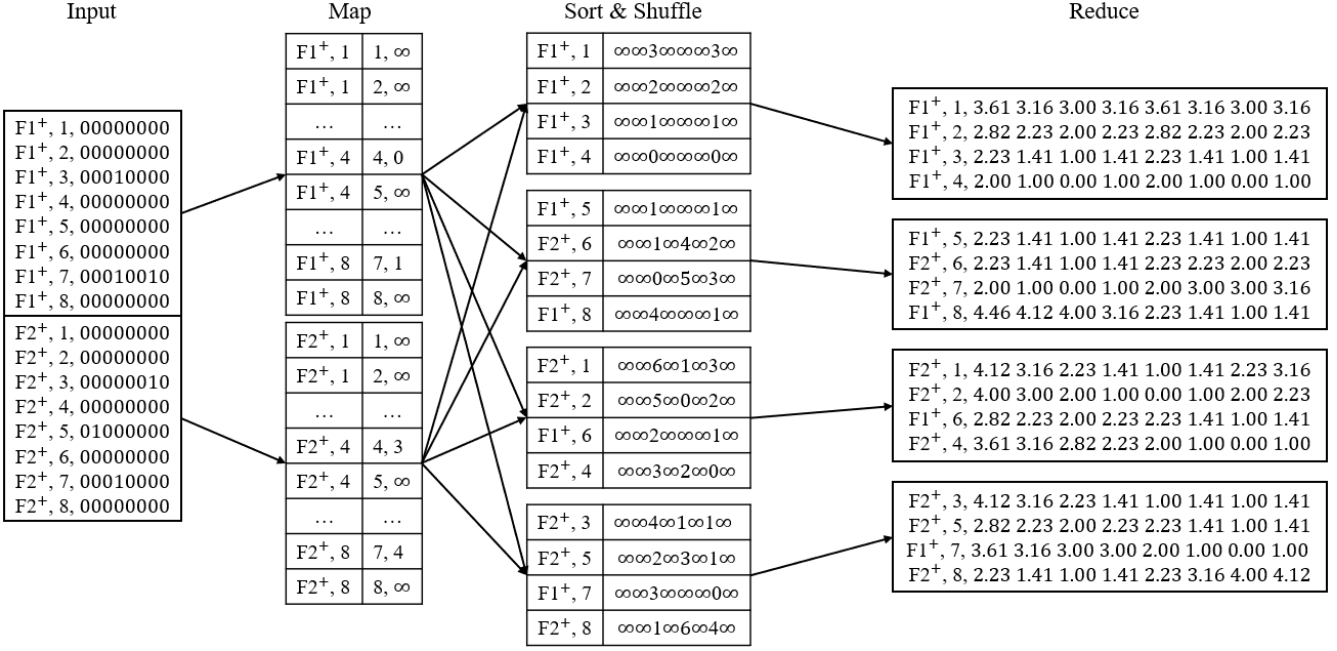 Input
Map
Sort & Shuffle
Reduce
F1⁺, 1, 00000000
F1⁺, 2, 00000000
F1⁺, 3, 00010000
F1⁺, 4, 00000000
F1⁺, 5, 00000000
F1⁺, 6, 00000000
F1⁺, 7, 00010010
F1⁺, 8, 00000000
F2⁺, 1, 00000000
F2⁺, 2, 00000000
F2⁺, 3, 00000010
F2⁺, 4, 00000000
F2⁺, 5, 01000000
F2⁺, 6, 00000000
F2⁺, 7, 00010000
F2⁺, 8, 00000000
F1⁺, 1 1, ∞
F1⁺, 1 2, ∞
... ...
F1⁺, 4 4, 0
F1⁺, 4 5, ∞
... ...
F1⁺, 8 7, 1
F1⁺, 8 8, ∞
F2⁺, 1 1, ∞
F2⁺, 1 2, ∞
... ...
F2⁺, 4 4, 3
F2⁺, 4 5, ∞
... ...
F2⁺, 8 7, 4
F2⁺, 8 8, ∞
F1⁺, 1 ∞∞3∞∞∞3∞
F1⁺, 2 ∞∞2∞∞∞2∞
F1⁺, 3 ∞∞1∞∞∞1∞
F1⁺, 4 ∞∞0∞∞∞0∞
F1⁺, 5 ∞∞1∞∞∞1∞
F2⁺, 6 ∞∞1∞4∞2∞
F2⁺, 7 ∞∞0∞5∞3∞
F1⁺, 8 ∞∞4∞∞∞1∞
F2⁺, 1 ∞∞6∞1∞3∞
F2⁺, 2 ∞∞5∞0∞2∞
F1⁺, 6 ∞∞2∞∞∞1∞
F2⁺, 4 ∞∞3∞2∞0∞
F2⁺, 3 ∞∞4∞1∞1∞
F2⁺, 5 ∞∞2∞3∞1∞
F1⁺, 7 ∞∞3∞∞∞0∞
F2⁺, 8 ∞∞1∞6∞4∞
F1⁺, 1, 3.61 3.16 3.00 3.16 3.61 3.16 3.00 3.16
F1⁺, 2, 2.82 2.23 2.00 2.23 2.82 2.23 2.00 2.23
F1⁺, 3, 2.23 1.41 1.00 1.41 2.23 1.41 1.00 1.41
F1⁺, 4, 2.00 1.00 0.00 1.00 2.00 1.00 0.00 1.00
F1⁺, 5, 2.23 1.41 1.00 1.41 2.23 1.41 1.00 1.41
F2⁺, 6, 2.23 1.41 1.00 1.41 2.23 2.23 2.00 2.23
F2⁺, 7, 2.00 1.00 0.00 1.00 2.00 3.00 3.00 3.16
F1⁺, 8, 4.46 4.12 4.00 3.16 2.23 1.41 1.00 1.41
F2⁺, 1, 4.12 3.16 2.23 1.41 1.00 1.41 2.23 3.16
F2⁺, 2, 4.00 3.00 2.00 1.00 0.00 1.00 2.00 2.23
F1⁺, 6, 2.82 2.23 2.00 2.23 2.23 1.41 1.00 1.41
F2⁺, 4, 3.61 3.16 2.82 2.23 2.00 1.00 0.00 1.00
F2⁺, 3, 4.12 3.16 2.23 1.41 1.00 1.41 1.00 1.41
F2⁺, 5, 2.82 2.23 2.00 2.23 2.23 1.41 1.00 1.41
F1⁺, 7, 3.61 3.16 3.00 3.00 2.00 1.00 0.00 1.00
F2⁺, 8, 2.23 1.41 1.00 1.41 2.23 3.16 4.00 4.12